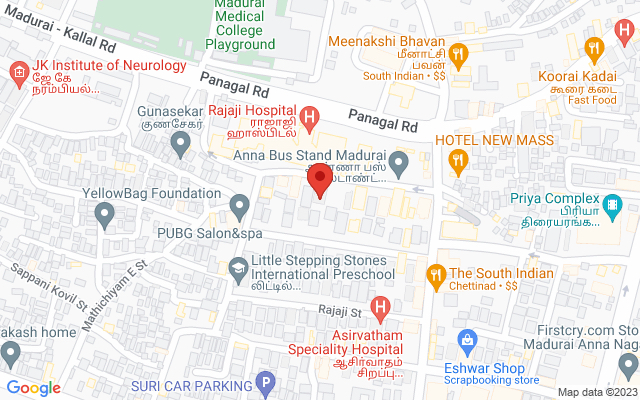 Madurai - Kallal Rd
Madurai
Medical
College
Playground
Meenakshi Bhavan
மீனாட்சி
பவன்
South Indian • $$
JK Institute of Neurology
ஜே கே
நரம்பியல்...
Panagal Rd
Panagal Rd
Koorai Kadai
கூரை கடை
Fast Food
Gunasekar
குணசேகர்
Rajaji Hospital
ராஜாஜி
ஹாஸ்பிடல்
HOTEL NEW MASS
Anna Bus Stand Madurai
அண்ணா பஸ்
YellowBag Foundation
Priya Complex
பிரியா
திரையரங்க...
PUBG Salon&spa
Little Stepping Stones
International Preschool
லிட்டில்...
The South Indian
Chettinad • $$
Sappani Kovil St
Mathichiyam E St
Rajaji St
Asirvatham
Speciality Hospital
ஆசிர்வாதம்
சிறப்பு...
rakash home
Firstcry.com Sto
Madurai Anna Naga
Eshwar Shop
Scrapbooking store
SURI CAR PARKING
Google
Map data ©2023